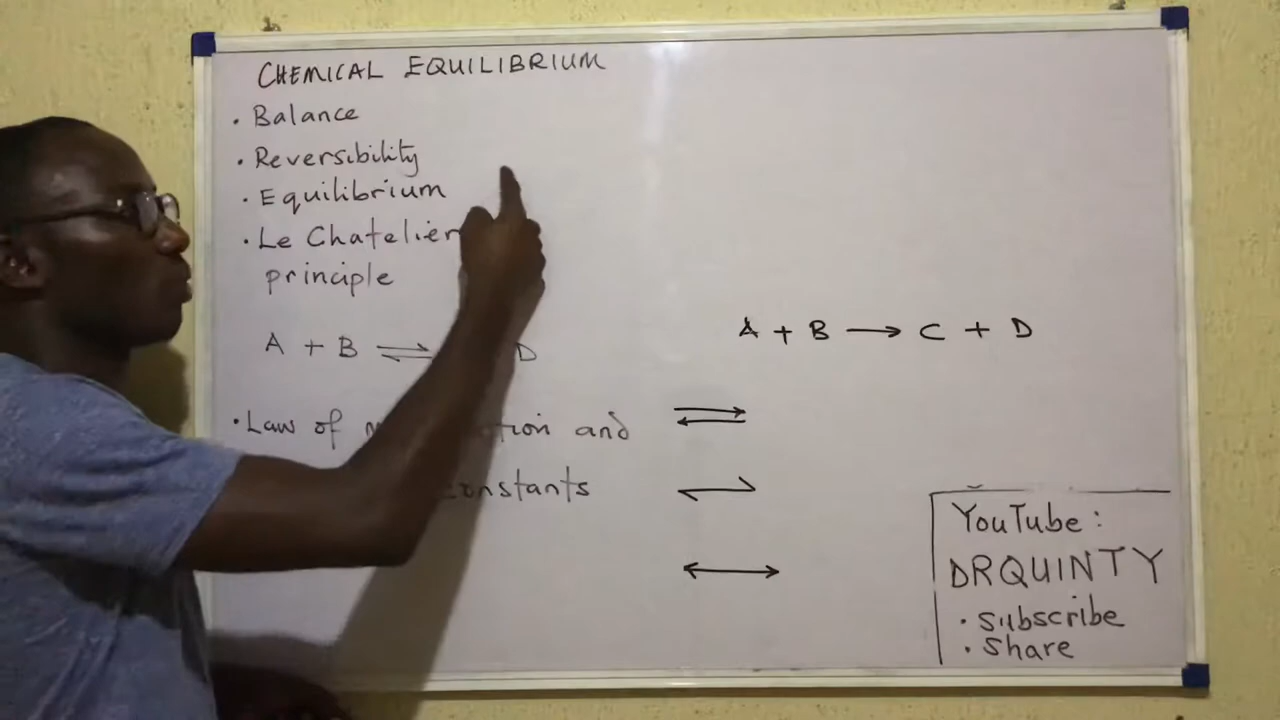 CHEMICAL EQUILIBRIUM
• Balance
• Reversibility
• Equilibrium
• Le Chatelier
principle
A + B ⇌ D
• Law of and
constants
A + B → C + D
⇌
⇌
↔
YouTube:
DRQUINTY
• Subscribe
• Share